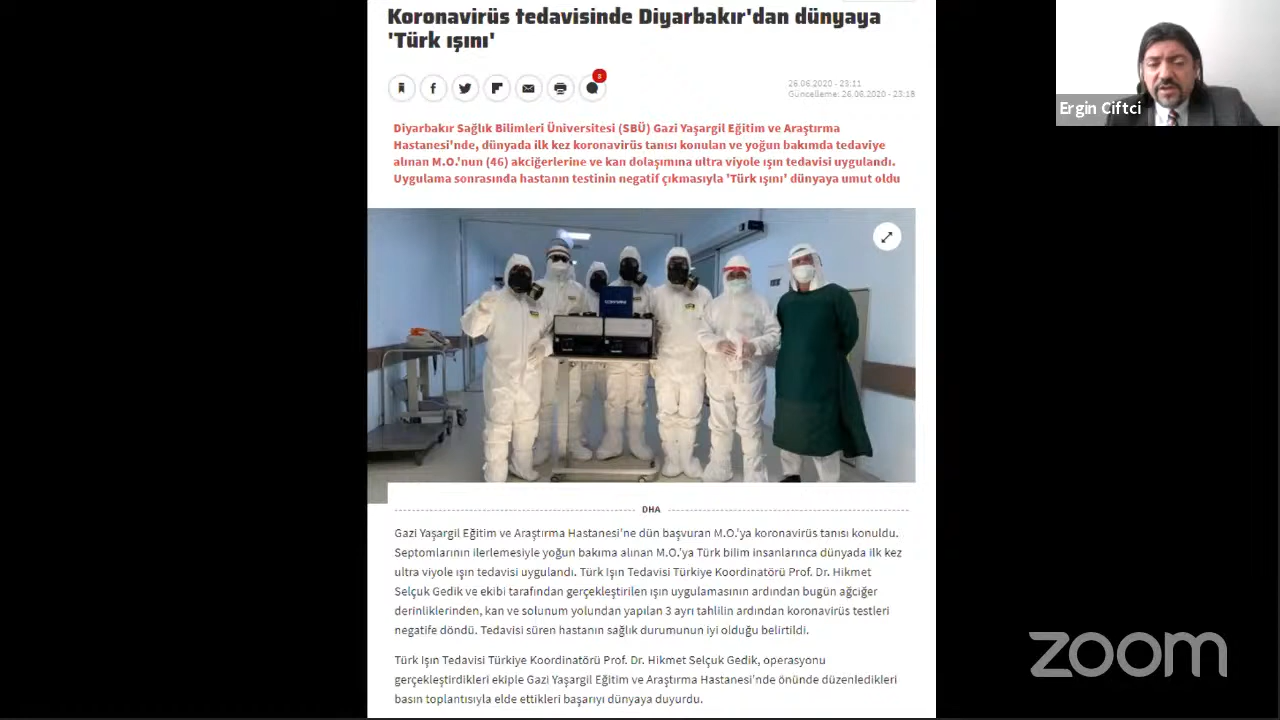 Koronavirüs tedavisinde Diyarbakır'dan dünyaya
'Türk ışını'
8
26.06.2020 - 23:11
Güncelleme: 26.06.2020 - 23:18
Ergin Ciftci
Diyarbakır Sağlık Bilimleri Üniversitesi (SBÜ) Gazi Yaşargil Eğitim ve Araştırma
Hastanesi'nde, dünyada ilk kez koronavirüs tanısı konulan ve yoğun bakımda tedaviye
alınan M.O.'nun (46) akciğerlerine ve kan dolaşımına ultra viyole ışın tedavisi uygulandı.
Uygulama sonrasında hastanın testinin negatif çıkmasıyla 'Türk ışını' dünyaya umut oldu
DHA
Gazi Yaşargil Eğitim ve Araştırma Hastanesi'ne dün başvuran M.O.'ya koronavirüs tanısı konuldu.
Septomlarının ilerlemesiyle yoğun bakıma alınan M.O.'ya Türk bilim insanlarınca dünyada ilk kez
ultra viyole ışın tedavisi uygulandı. Türk Işın Tedavisi Türkiye Koordinatörü Prof. Dr. Hikmet
Selçuk Gedik ve ekibi tarafından gerçekleştirilen ışın uygulamasının ardından bugün ağciğer
derinliklerinden, kan ve solunum yolundan yapılan 3 ayrı tahlilin ardından koronavirüs testleri
negatife döndü. Tedavisi süren hastanın sağlık durumunun iyi olduğu belirtildi.
Türk Işın Tedavisi Türkiye Koordinatörü Prof. Dr. Hikmet Selçuk Gedik, operasyonu
gerçekleştirdikleri ekiple Gazi Yaşargil Eğitim ve Araştırma Hastanesi'nde önünde düzenledikleri
basın toplantısıyla elde ettikleri başarıyı dünyaya duyurdu.
zoom